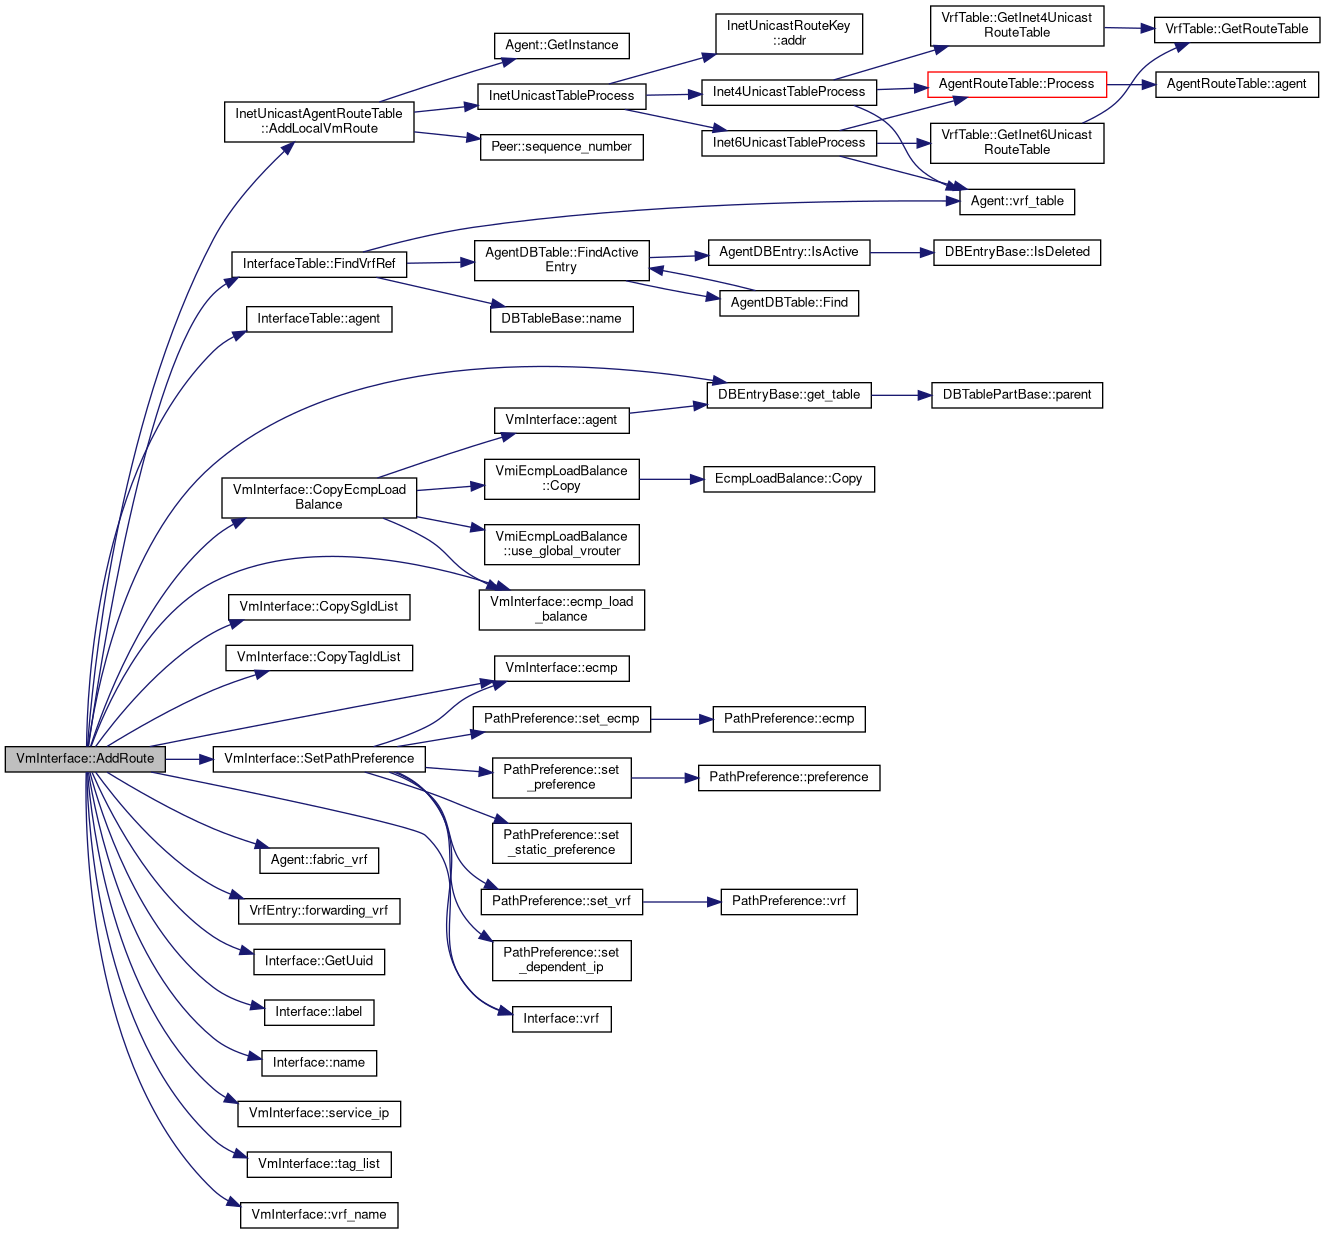 VmInterface::AddRoute
InetUnicastAgentRouteTable
::AddLocalVmRoute
Agent::GetInstance
InetUnicastTableProcess
Peer::sequence_number
InetUnicastRouteKey
::addr
Inet4UnicastTableProcess
Inet6UnicastTableProcess
VrfTable::GetInet4Unicast
RouteTable
AgentRouteTable::Process
VrfTable::GetInet6Unicast
RouteTable
Agent::vrf_table
VrfTable::GetRouteTable
AgentRouteTable::agent
InterfaceTable::FindVrfRef
AgentDBTable::FindActive
Entry
DBTableBase::name
AgentDBEntry::IsActive
AgentDBTable::Find
DBEntryBase::IsDeleted
InterfaceTable::agent
DBEntryBase::get_table
DBTablePartBase::parent
VmInterface::CopyEcmpLoad
Balance
VmInterface::agent
VmiEcmpLoadBalance
::Copy
EcmpLoadBalance::Copy
VmiEcmpLoadBalance
::use_global_vrouter
VmInterface::ecmp_load
_balance
VmInterface::CopySgIdList
VmInterface::CopyTagIdList
VmInterface::ecmp
VmInterface::SetPathPreference
PathPreference::set_ecmp
PathPreference::ecmp
PathPreference::set
_preference
PathPreference::preference
PathPreference::set
_static_preference
PathPreference::set_vrf
PathPreference::vrf
PathPreference::set
_dependent_ip
Interface::vrf
Agent::fabric_vrf
VrfEntry::forwarding_vrf
Interface::GetUuid
Interface::label
Interface::name
VmInterface::service_ip
VmInterface::tag_list
VmInterface::vrf_name